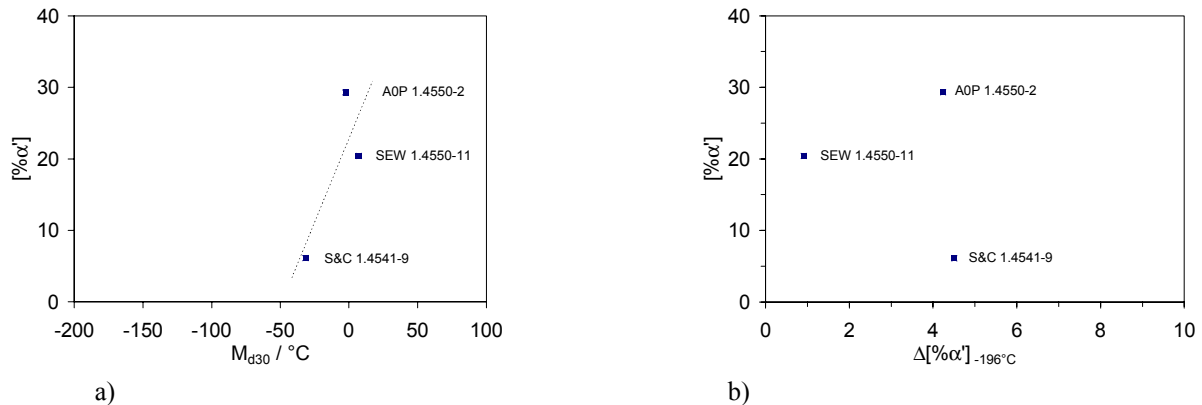 40
30
20
10
0
[%α']
A0P 1.4550-2
SEW 1.4550-11
S&C 1.4541-9
-200 -150 -100 -50 0 50 100
M_d30 / °C
a)
40
30
20
10
0
[%α']
A0P 1.4550-2
SEW 1.4550-11
S&C 1.4541-9
0 2 4 6 8 10
Δ[%α'] -196°C
b)